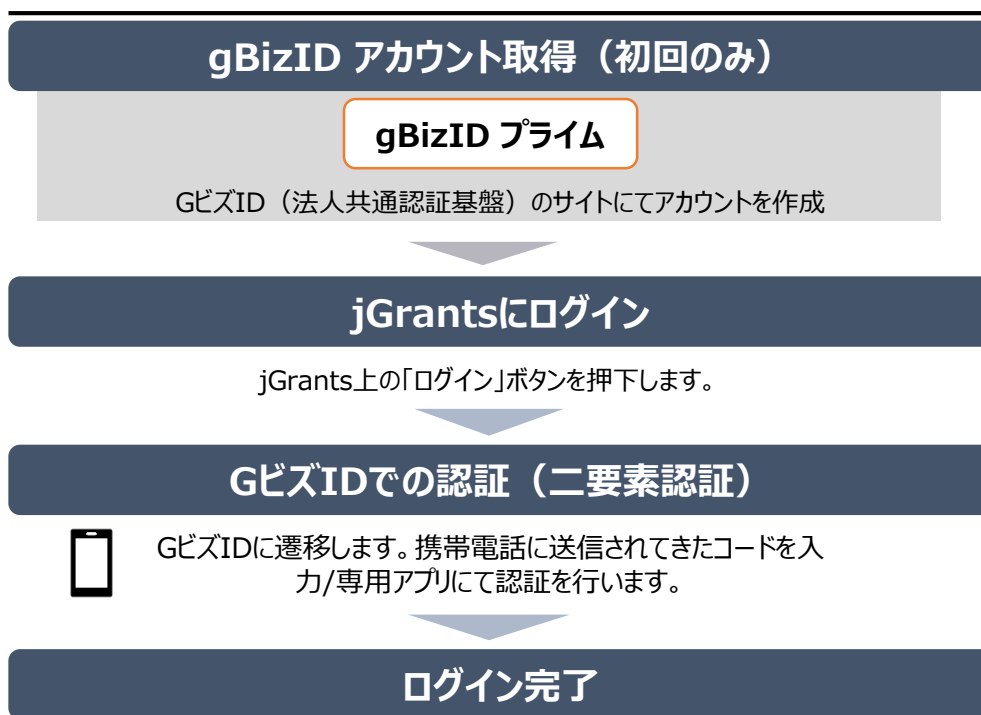 gBizID アカウント取得（初回のみ）
gBizID プライム
GビズID（法人共通認証基盤）のサイトにてアカウントを作成
jGrantsにログイン
jGrants上の｢ログイン｣ボタンを押下します。
GビズIDでの認証（二要素認証）
GビズIDに遷移します。携帯電話に送信されてきたコードを入
力/専用アプリにて認証を行います。
ログイン完了